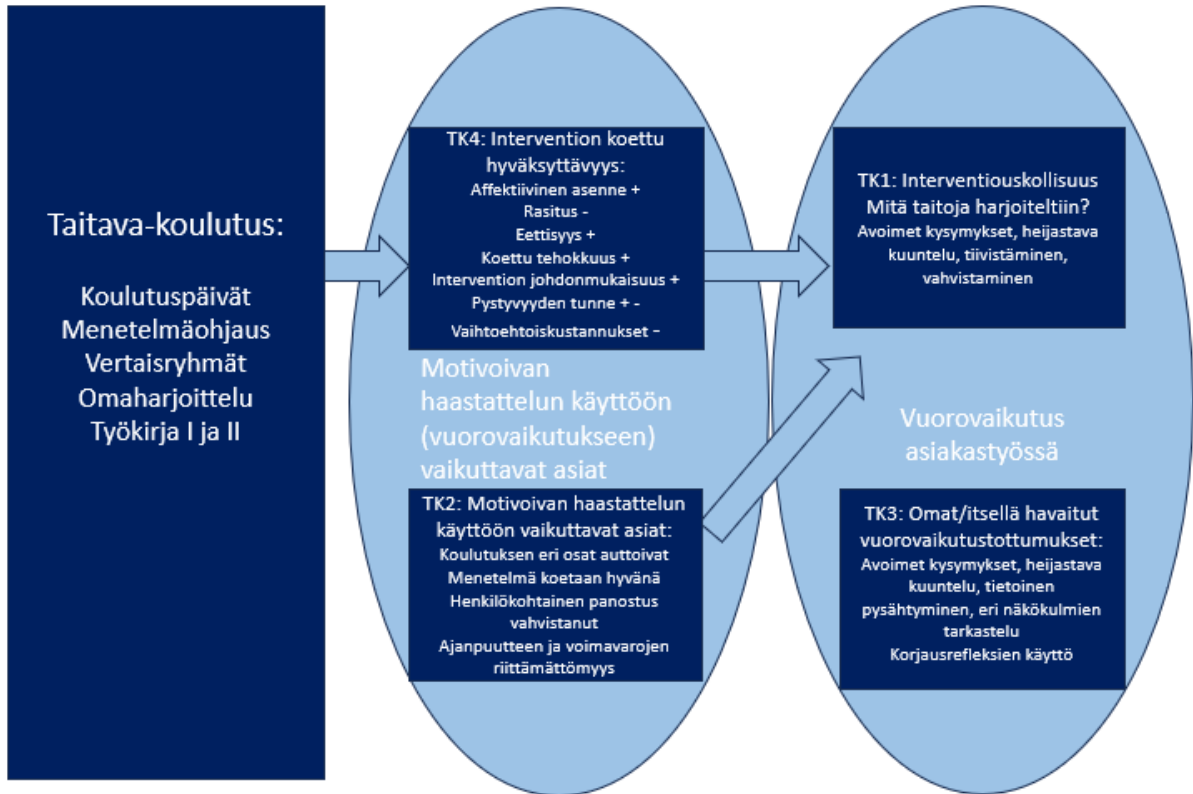 Taitava-koulutus:
Koulutuspäivät
Menetelmäohjaus
Vertaisryhmät
Omaharjoittelu
Työkirja I ja II
TK4: Intervention koettu
hyväksyttävyys:
Affektiivinen asenne +
Rasitus -
Eettisyys +
Koettu tehokkuus +
Intervention johdonmukaisuus +
Pystyvyyden tunne + -
Vaihtoehtoiskustannukset –
Motivoivan
haastattelun käyttöön
(vuorovaikutukseen)
vaikuttavat asiat
TK2: Motivoivan haastattelun
käyttöön vaikuttavat asiat:
Koulutuksen eri osat auttoivat
Menetelmä koetaan hyvänä
Henkilökohtainen panostus
vahvistanut
Ajanpuutteen ja voimavarojen
riittämättömyys
TK1: Interventiouskollisuus
Mitä taitoja harjoiteltiin?
Avoimet kysymykset, heijastava
kuuntelu, tiivistäminen,
vahvistaminen
Vuorovaikutus
asiakastyössä
TK3: Omat/itsellä havaitut
vuorovaikutustottumukset:
Avoimet kysymykset, heijastava
kuuntelu, tietoinen
pysähtyminen, eri näkökulmien
tarkastelu
Korjausrefleksien käyttö